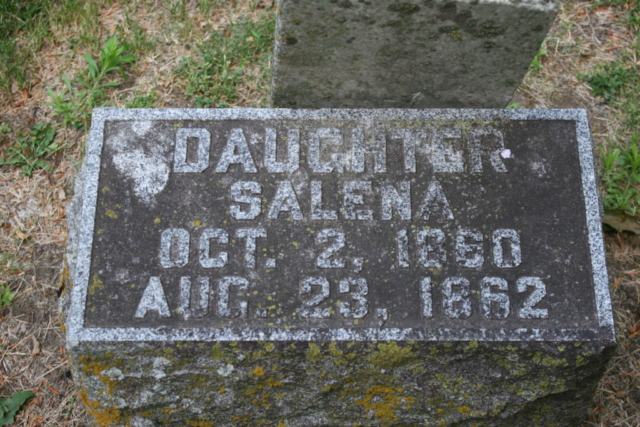 DAUGHTER
SALENA
OCT. 2, 1860
AUG. 23, 1862